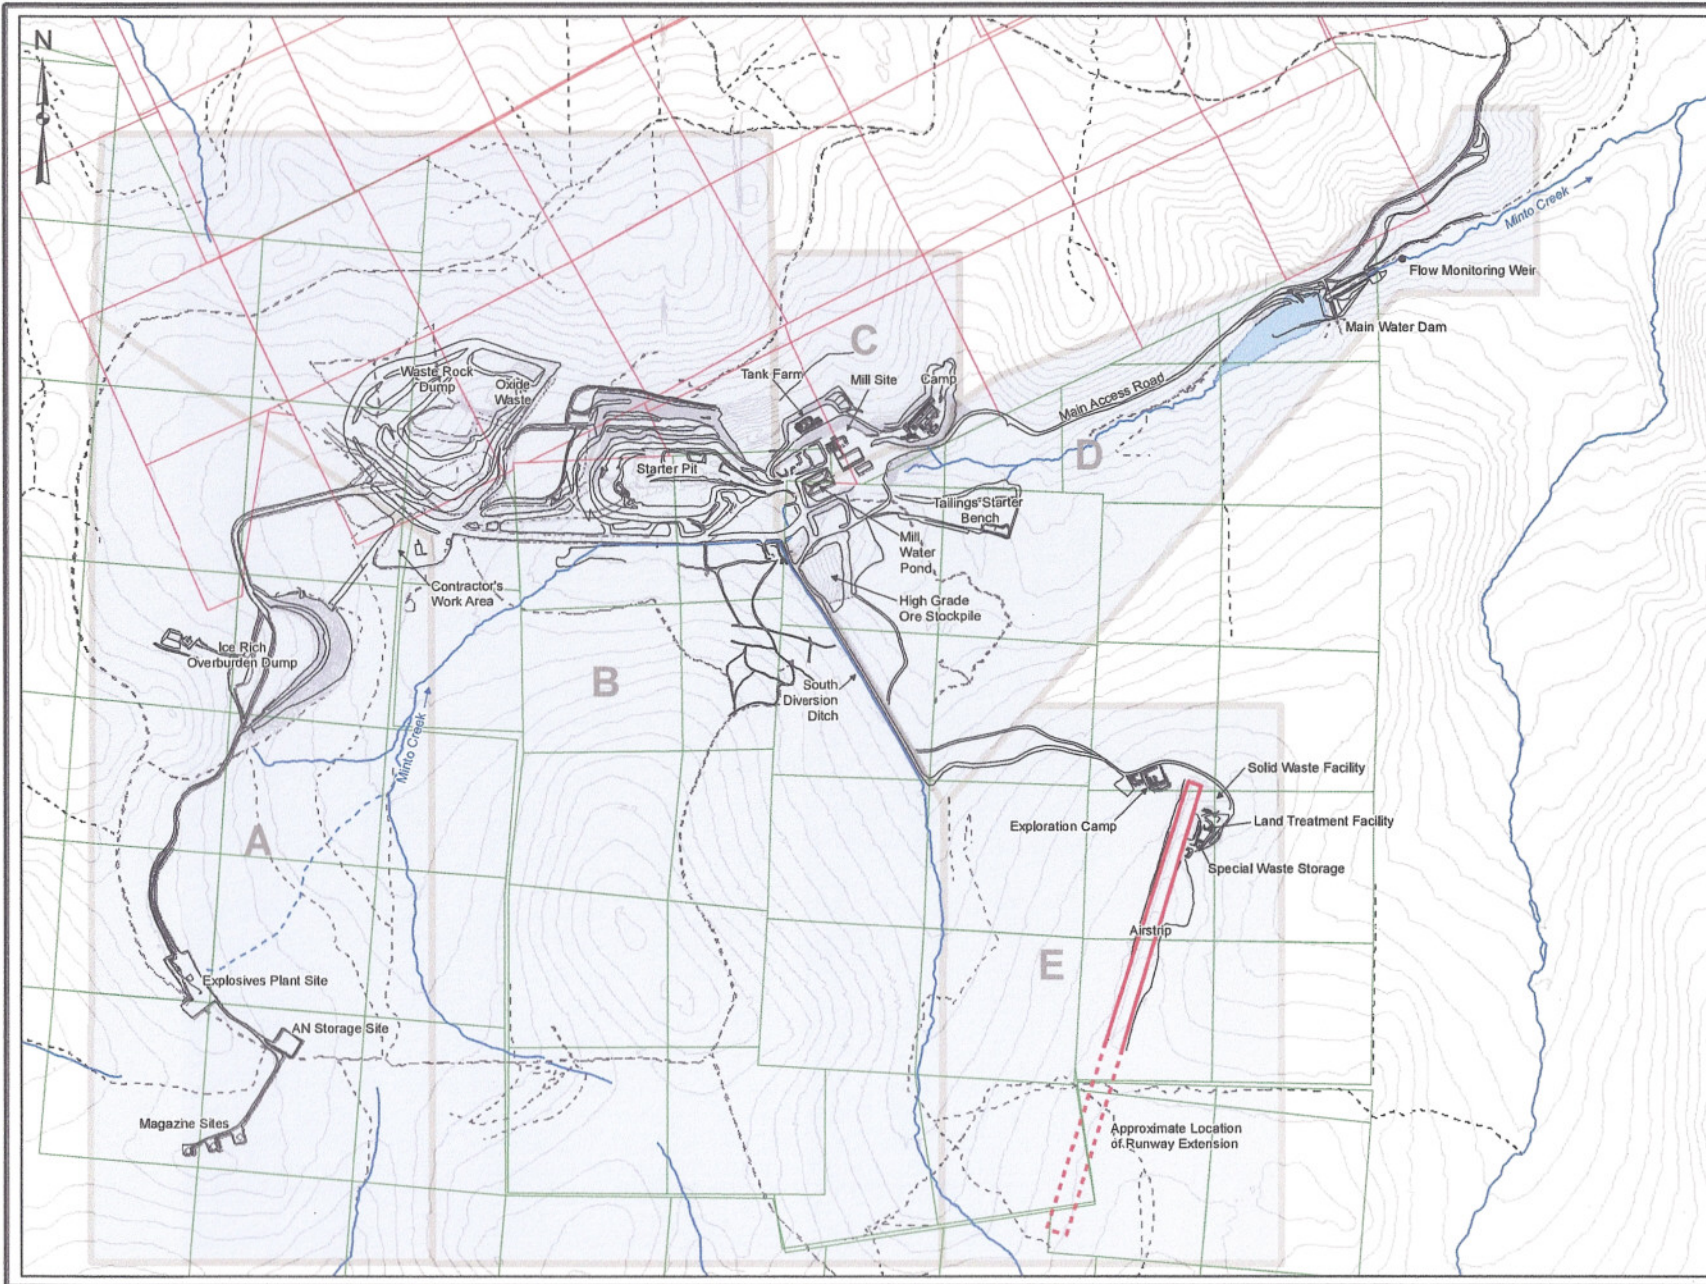 N
Minto Creek
Flow Monitoring Weir
Main Water Dam
C
Tank Farm
Mill Site
Camp
Waste Rock
Dump
Oxide
Waste
Main Access Road
D
Starter Pit
Tailings Starter
Bench
Mill
Water
Pond
Contractor's
Work Area
High Grade
Ore Stockpile
Ice Rich
Overburden Dump
B
South
Diversion
Ditch
Minto Creek
Solid Waste Facility
Exploration Camp
Land Treatment Facility
A
Special Waste Storage
Airstrip
E
Explosives Plant Site
AN Storage Site
Magazine Sites
Approximate Location
of Runway Extension